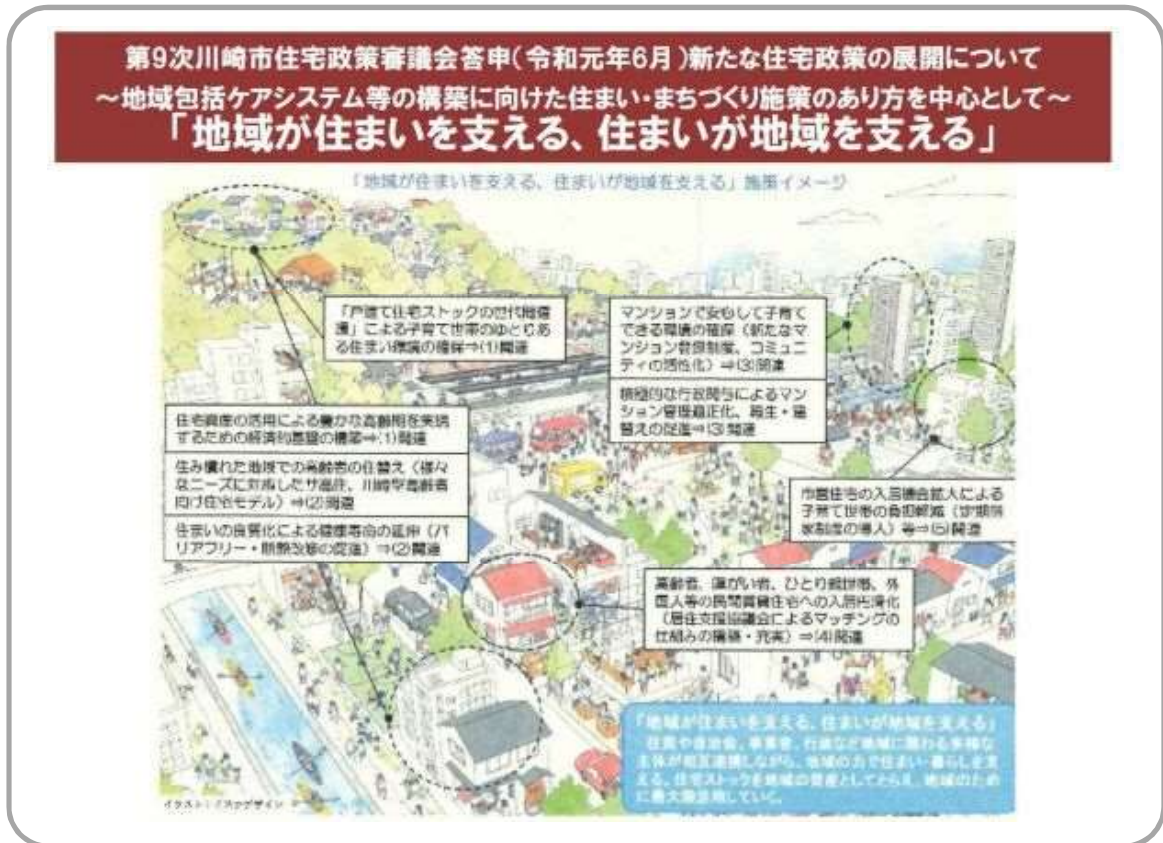 第9次川崎市住宅政策審議会答申(令和元年6月)新たな住宅政策の展開について
～地域包括ケアシステム等の構築に向けた住まい・まちづくり施策のあり方を中心として～
「地域が住まいを支える、住まいが地域を支える」
「地域が住まいを支える、住まいが地域を支える」施策イメージ
「戸建て住宅ストックの世代間循
環」による子育て世帯のゆとりあ
る住まい環境の確保⇒(1)関連
住宅資産の活用による豊かな高齢期を実現
するための経済的基盤の構築⇒(1)関連
住み慣れた地域での高齢者の住替え（様々
なニーズに対応したサ高住、川崎型高齢者
向け住宅モデル）⇒(2)関連
住まいの良質化による健康寿命の延伸（バ
リアフリー・断熱改修の促進）⇒(2)関連
マンションで安心して子育て
できる環境の確保（新たなマ
ンション登録制度、コミュニ
ティの活性化）⇒(3)関連
積極的な行政関与によるマン
ション管理適正化、再生・建
替えの促進⇒(3)関連
市営住宅の入居機会拡大による
子育て世帯の負担軽減（定期借
家制度の導入）等⇒(5)関連
高齢者、障がい者、ひとり親世帯、外
国人等の民間賃貸住宅への入居円滑化
（居住支援協議会によるマッチングの
仕組みの構築・充実）⇒(4)関連
「地域が住まいを支える、住まいが地域を支える」
住民や自治会、事業者、行政など地域に関わる多様な
主体が相互連携しながら、地域の力で住まい・暮らしを支
える。住宅ストックを地域の資産としてとらえ、地域のため
に最大限活用していく。